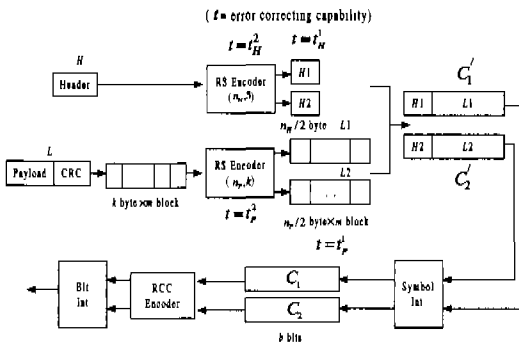 ( t= error correcting capability)
t=t_H^2
t=t_H^1
H
Header
RS Encoder
(n_H,5)
H1
H2
C_1'
H1 L1
n_H/2 byte L1
L
Payload CRC
k byte×m block
RS Encoder
(n_P,k)
L2
H2 L2
C_2'
t=t_P^2
n_P/2 byte×m block
t=t_P^1
Bit
Int
RCC
Encoder
C_1
C_2
Symbol
Int
b bits